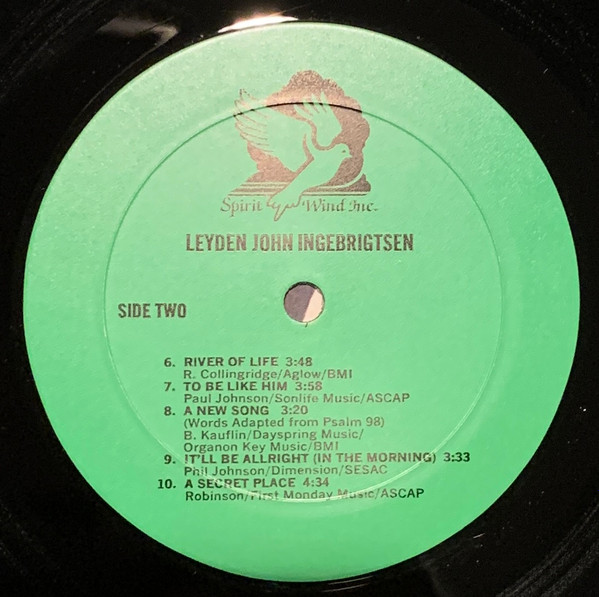 Spirit Wind Inc.
LEYDEN JOHN INGEBRIGTSEN
SIDE TWO
6. RIVER OF LIFE 3:48
R. Collingridge/Aglow/BMI
7. TO BE LIKE HIM 3:58
Paul Johnson/Sonlife Music/ASCAP
8. A NEW SONG 3:20
(Words Adapted from Psalm 98)
B. Kauflin/Dayspring Music/
Organon Key Music/BMI
9. IT'LL BE ALLRIGHT (IN THE MORNING) 3:33
Phil Johnson/Dimension/SESAC
10. A SECRET PLACE 4:34
Robinson/First Monday Music/ASCAP